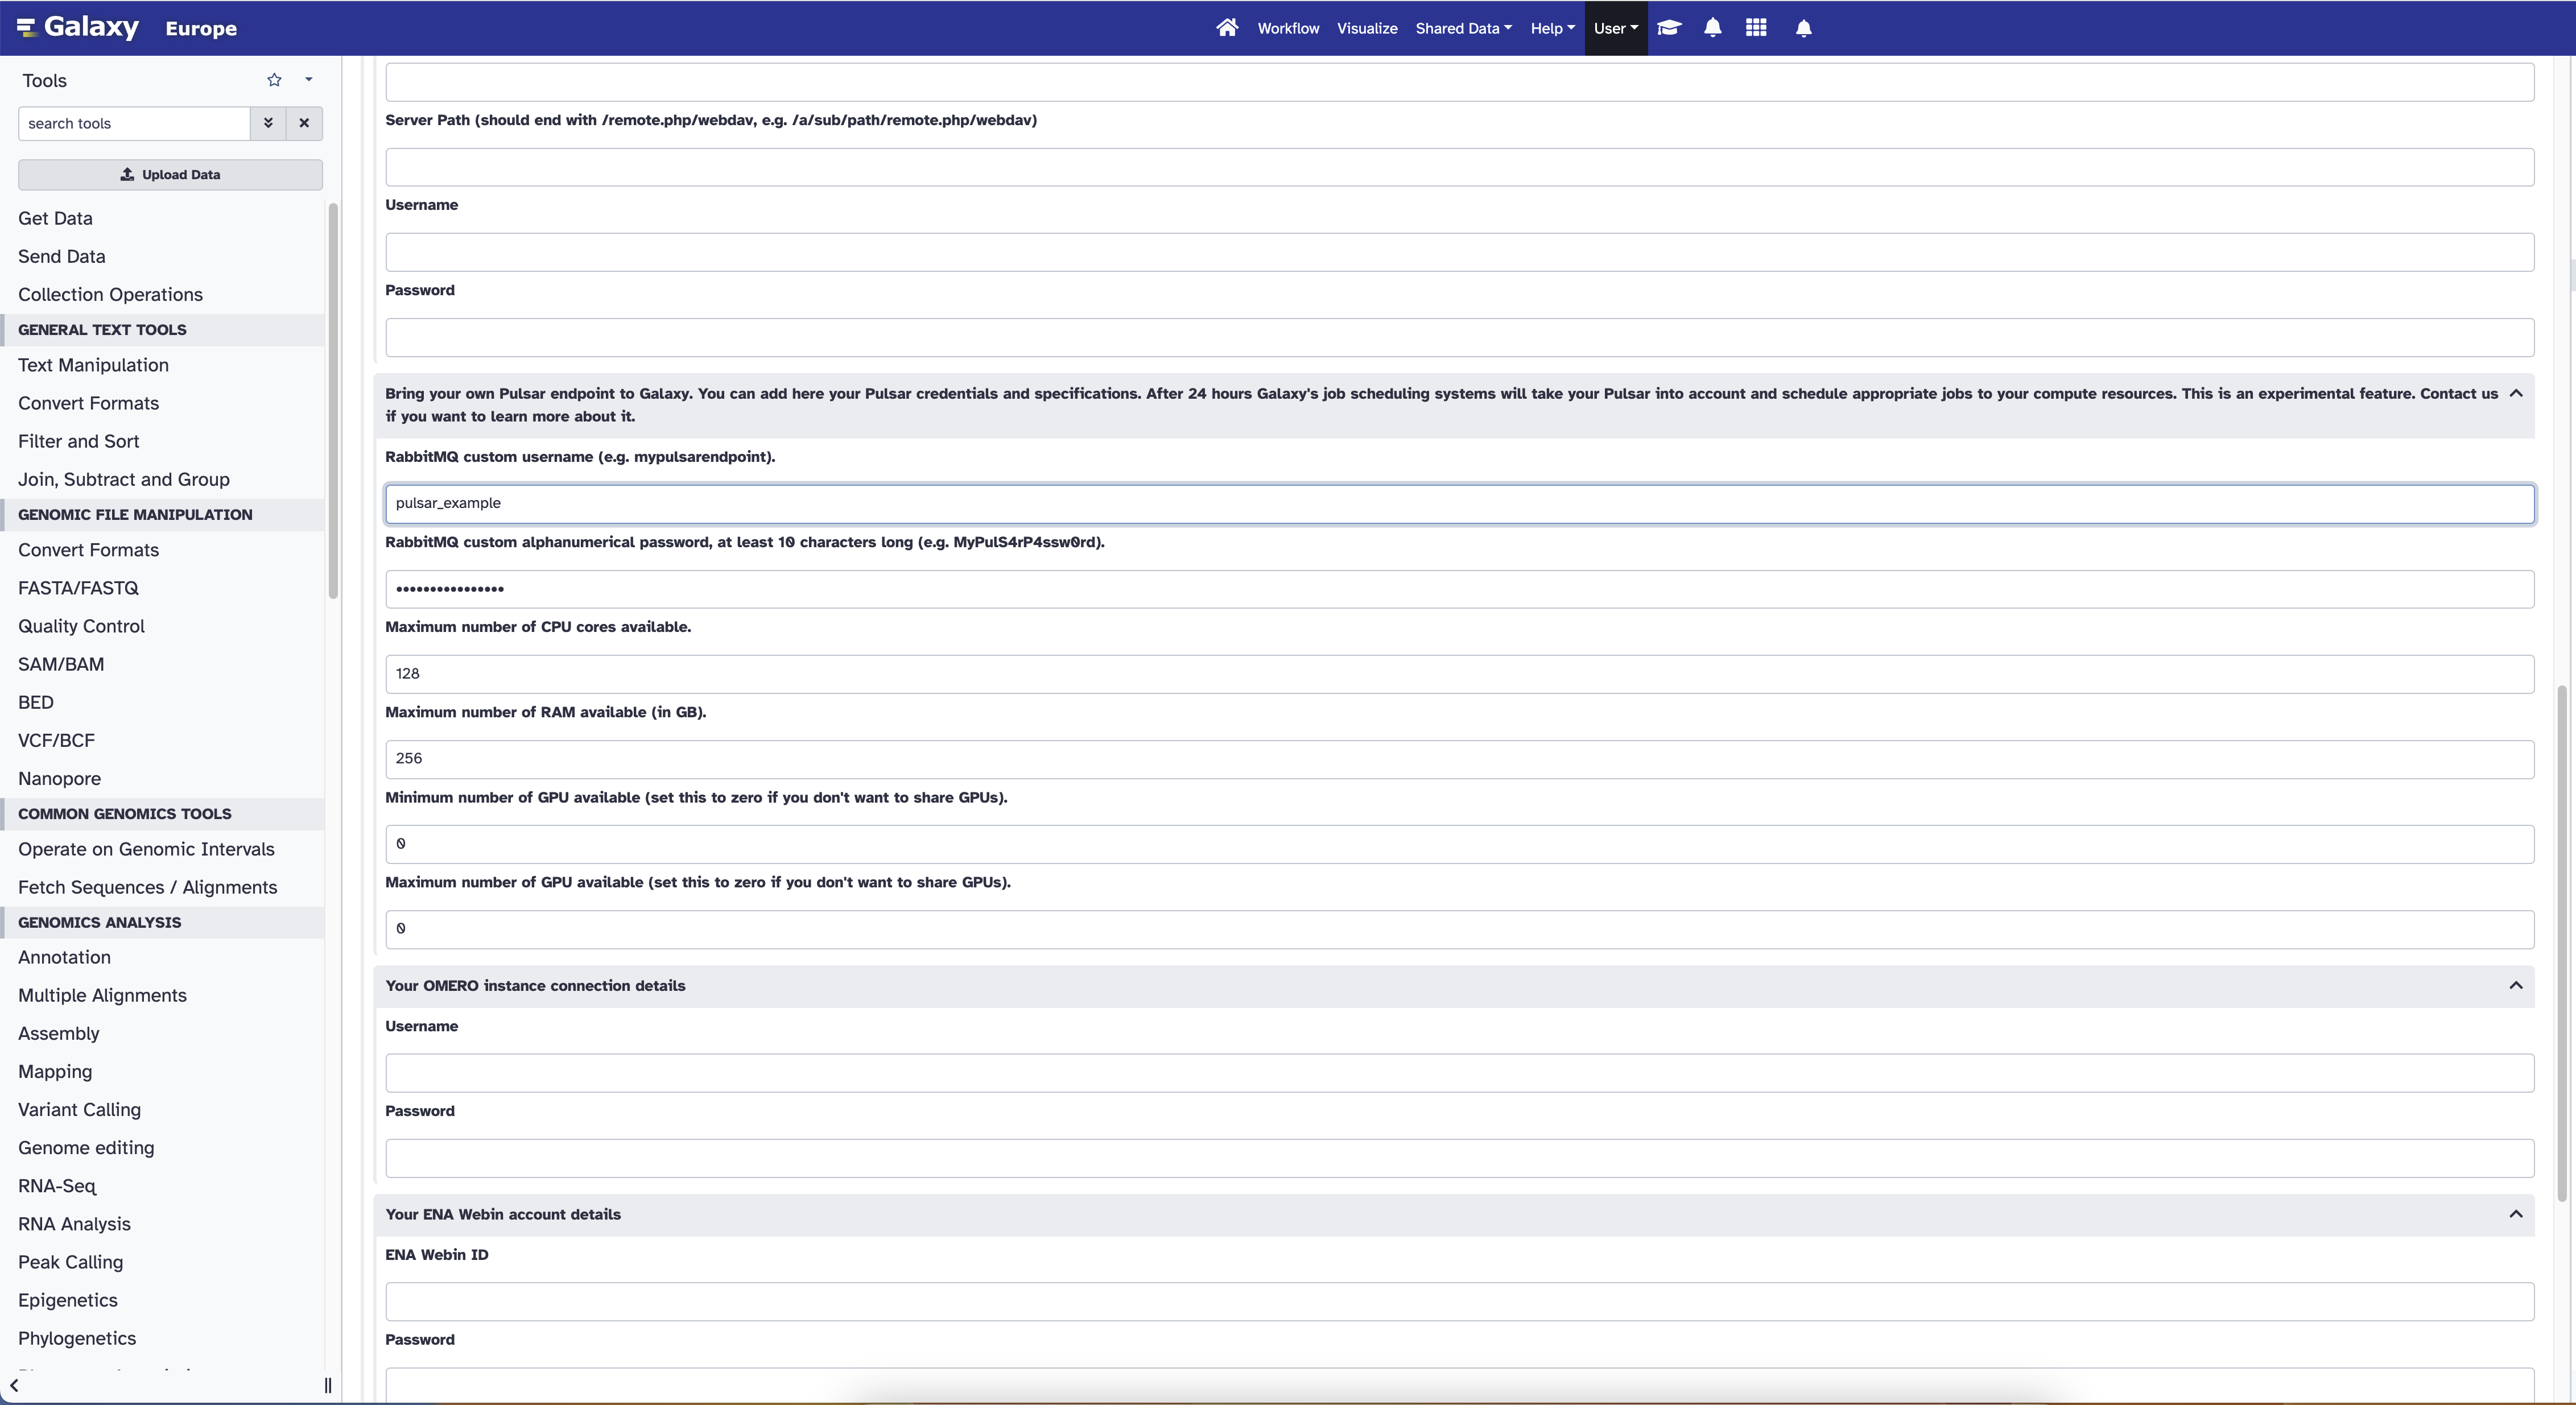 Galaxy Europe
Workflow Visualize Shared Data Help User
Tools
search tools
Upload Data
Get Data
Send Data
Collection Operations
GENERAL TEXT TOOLS
Text Manipulation
Convert Formats
Filter and Sort
Join, Subtract and Group
GENOMIC FILE MANIPULATION
Convert Formats
FASTA/FASTQ
Quality Control
SAM/BAM
BED
VCF/BCF
Nanopore
COMMON GENOMICS TOOLS
Operate on Genomic Intervals
Fetch Sequences / Alignments
GENOMICS ANALYSIS
Annotation
Multiple Alignments
Assembly
Mapping
Variant Calling
Genome editing
RNA-Seq
RNA Analysis
Peak Calling
Epigenetics
Phylogenetics
Server Path (should end with /remote.php/webdav, e.g. /a/sub/path/remote.php/webdav)
Username
Password
Bring your own Pulsar endpoint to Galaxy. You can add here your Pulsar credentials and specifications. After 24 hours Galaxy's job scheduling systems will take your Pulsar into account and schedule appropriate jobs to your compute resources. This is an experimental feature. Contact us
if you want to learn more about it.
RabbitMQ custom username (e.g. mypulsarendpoint).
pulsar_example
RabbitMQ custom alphanumerical password, at least 10 characters long (e.g. MyPulS4rP4ssw0rd).
••••••••••••••••
Maximum number of CPU cores available.
128
Maximum number of RAM available (in GB).
256
Minimum number of GPU available (set this to zero if you don't want to share GPUs).
0
Maximum number of GPU available (set this to zero if you don't want to share GPUs).
0
Your OMERO instance connection details
Username
Password
Your ENA Webin account details
ENA Webin ID
Password